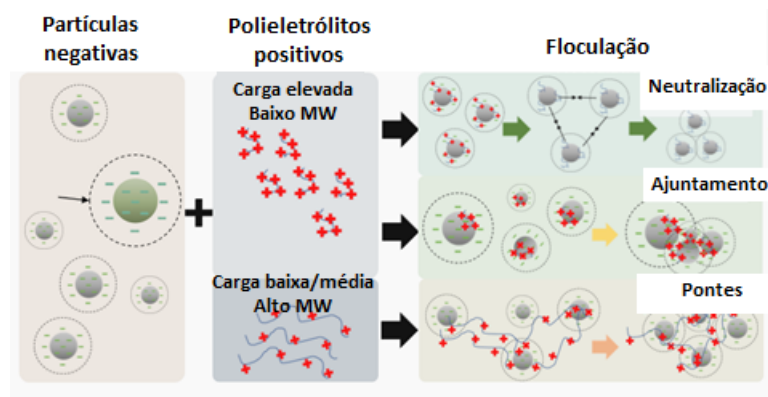 Partículas
negativas
Polieletrólitos
positivos
Floculação
Carga elevada
Baixo MW
Neutralização
Ajuntamento
Carga baixa/média
Alto MW
Pontes